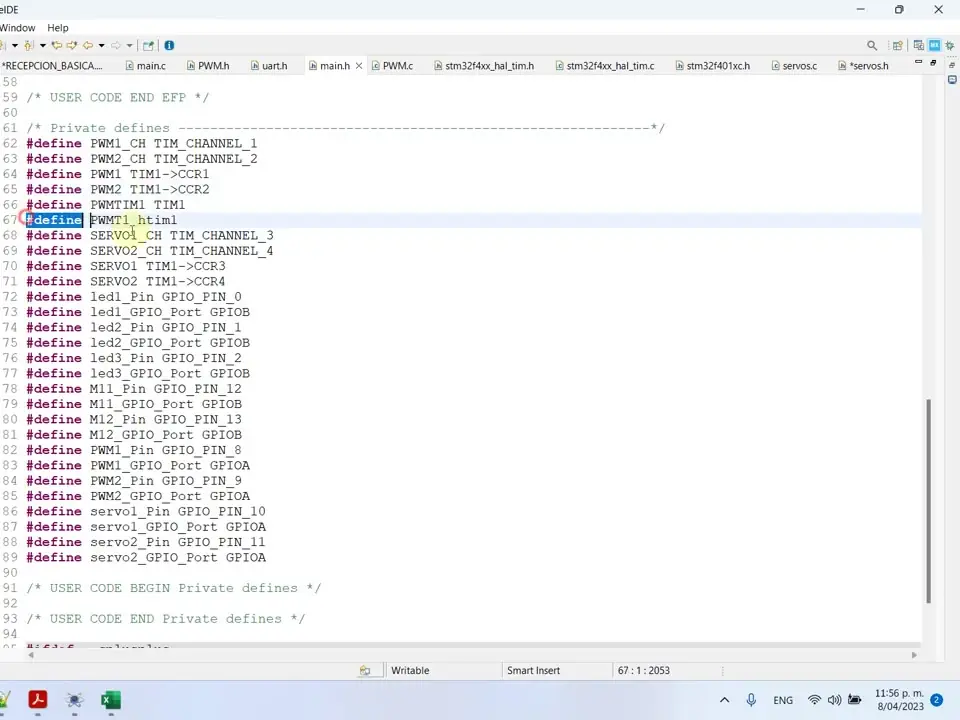 eIDE
Window Help
*RECEPCION_BASICA.... main.c PWM.h uart.h main.h PWM.c stm32f4xx_hal_tim.h stm32f4xx_hal_tim.c stm32f401xc.h servos.c *servos.h
58
59 /* USER CODE END EFP */
60
61 /* Private defines -----------------------------------------------------------*/
62 #define PWM1_CH TIM_CHANNEL_1
63 #define PWM2_CH TIM_CHANNEL_2
64 #define PWM1 TIM1->CCR1
65 #define PWM2 TIM1->CCR2
66 #define PWMTIM1 TIM1
67 #define PWMT1 htim1
68 #define SERVO1_CH TIM_CHANNEL_3
69 #define SERVO2_CH TIM_CHANNEL_4
70 #define SERVO1 TIM1->CCR3
71 #define SERVO2 TIM1->CCR4
72 #define led1_Pin GPIO_PIN_0
73 #define led1_GPIO_Port GPIOB
74 #define led2_Pin GPIO_PIN_1
75 #define led2_GPIO_Port GPIOB
76 #define led3_Pin GPIO_PIN_2
77 #define led3_GPIO_Port GPIOB
78 #define M11_Pin GPIO_PIN_12
79 #define M11_GPIO_Port GPIOB
80 #define M12_Pin GPIO_PIN_13
81 #define M12_GPIO_Port GPIOB
82 #define PWM1_Pin GPIO_PIN_8
83 #define PWM1_GPIO_Port GPIOA
84 #define PWM2_Pin GPIO_PIN_9
85 #define PWM2_GPIO_Port GPIOA
86 #define servo1_Pin GPIO_PIN_10
87 #define servo1_GPIO_Port GPIOA
88 #define servo2_Pin GPIO_PIN_11
89 #define servo2_GPIO_Port GPIOA
90
91 /* USER CODE BEGIN Private defines */
92
93 /* USER CODE END Private defines */
94
Writable Smart Insert 67 : 1 : 2053
ENG 11:56 p. m.
8/04/2023 2